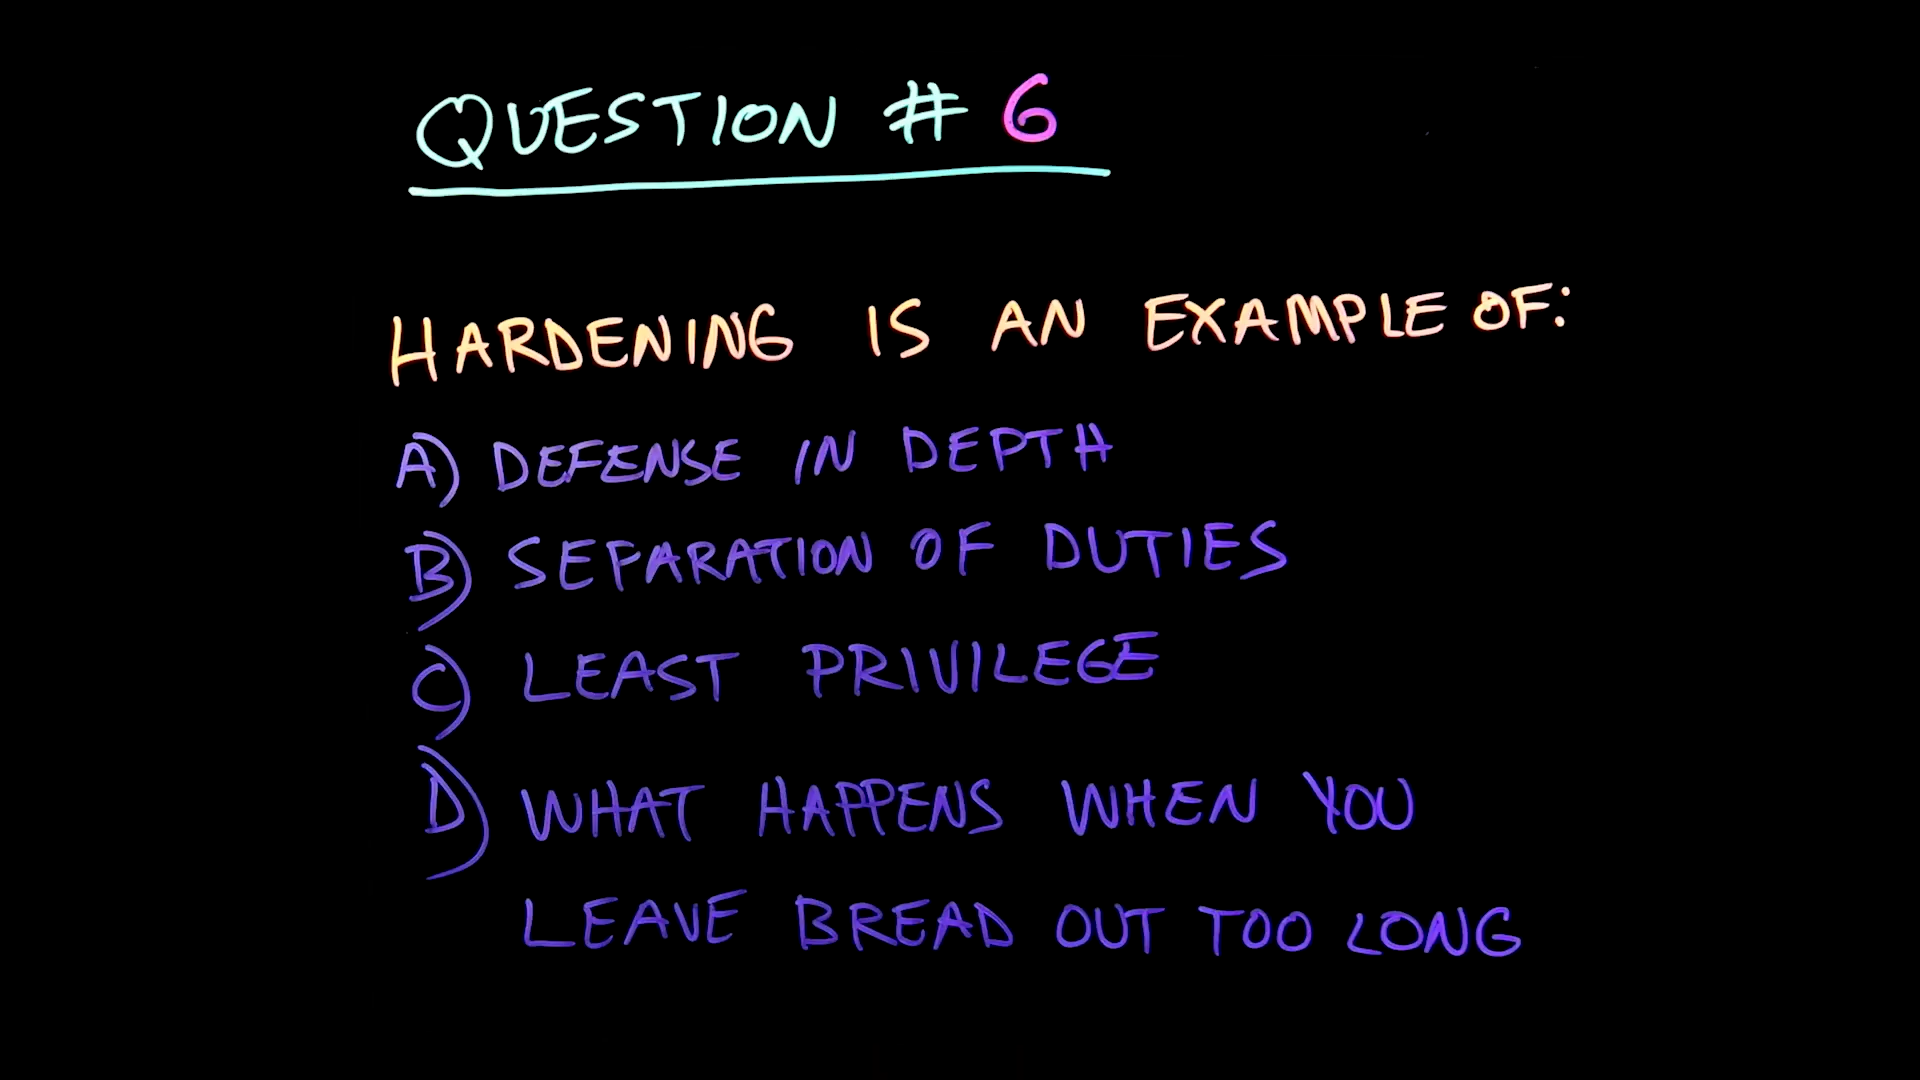 QUESTION # 6
HARDENING IS AN EXAMPLE OF:
A) DEFENSE IN DEPTH
B) SEPARATION OF DUTIES
C) LEAST PRIVILEGE
D) WHAT HAPPENS WHEN YOU
LEAVE BREAD OUT TOO LONG